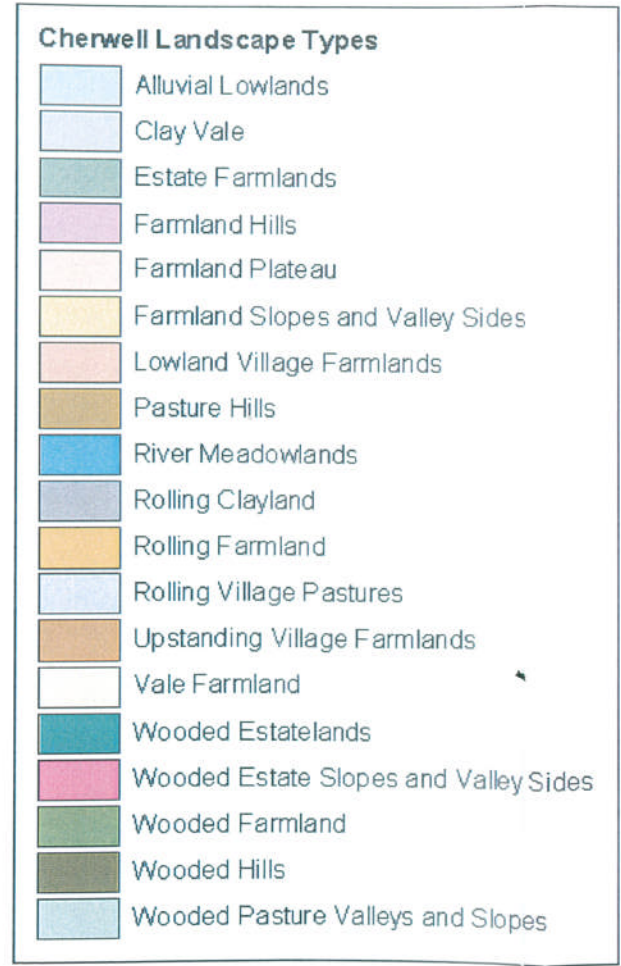 Cherwell Landscape Types
Alluvial Lowlands
Clay Vale
Estate Farmlands
Farmland Hills
Farmland Plateau
Farmland Slopes and Valley Sides
Lowland Village Farmlands
Pasture Hills
River Meadowlands
Rolling Clayland
Rolling Farmland
Rolling Village Pastures
Upstanding Village Farmlands
Vale Farmland
Wooded Estatelands
Wooded Estate Slopes and Valley Sides
Wooded Farmland
Wooded Hills
Wooded Pasture Valleys and Slopes